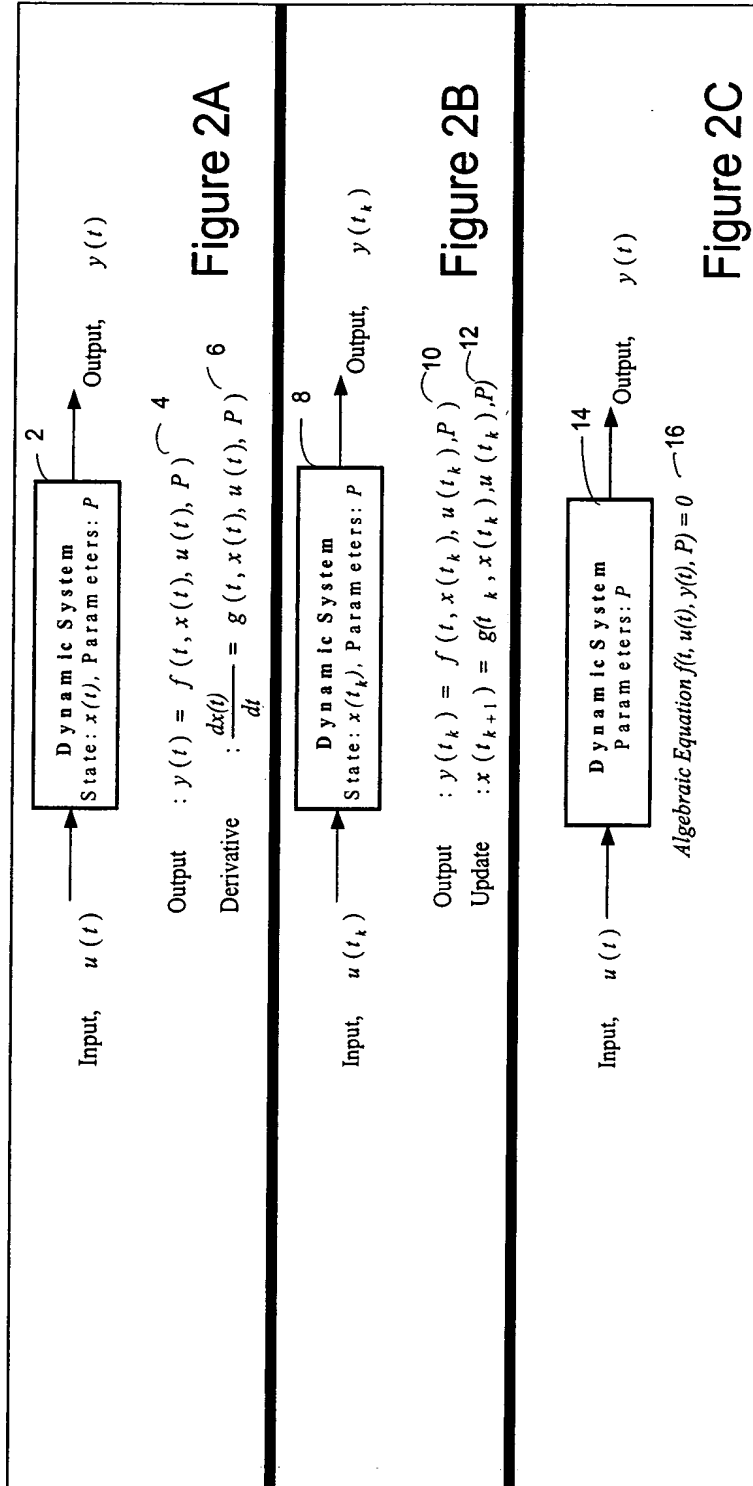 2
Dynamic System
State: x(t), Parameters: P
Input, u(t)
Output, y(t)
Output : y(t) = f(t, x(t), u(t), P) 4
Derivative : dx(t)/dt = g(t, x(t), u(t), P) 6
Figure 2A
8
Dynamic System
State: x(t_k), Parameters: P
Input, u(t_k)
Output, y(t_k)
Output : y(t_k) = f(t, x(t_k), u(t_k), P) 10
Update : x(t_{k+1}) = g(t_k, x(t_k), u(t_k), P) 12
Figure 2B
14
Dynamic System
Parameters: P
Input, u(t)
Output, y(t)
Algebraic Equation f(t, u(t), y(t), P) = 0 16
Figure 2C